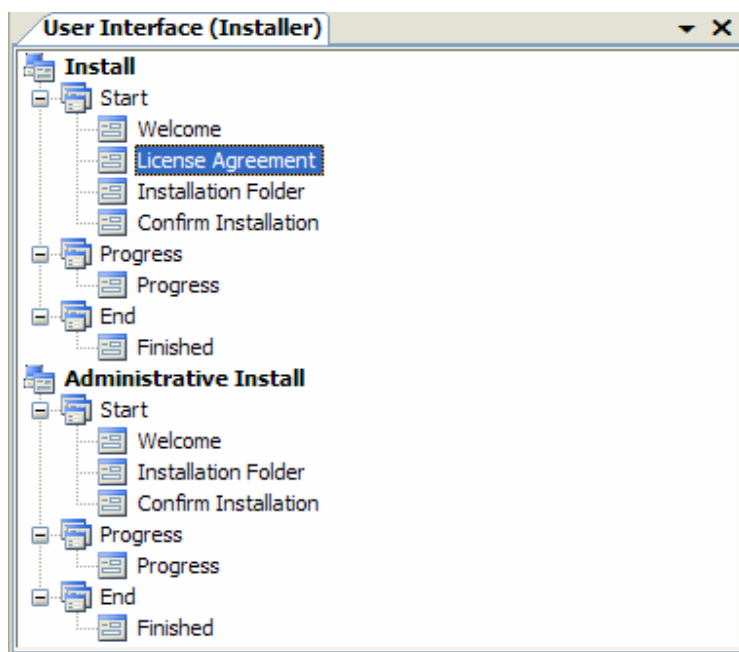 User Interface (Installer)
Install
Start
Welcome
License Agreement
Installation Folder
Confirm Installation
Progress
Progress
End
Finished
Administrative Install
Start
Welcome
Installation Folder
Confirm Installation
Progress
Progress
End
Finished